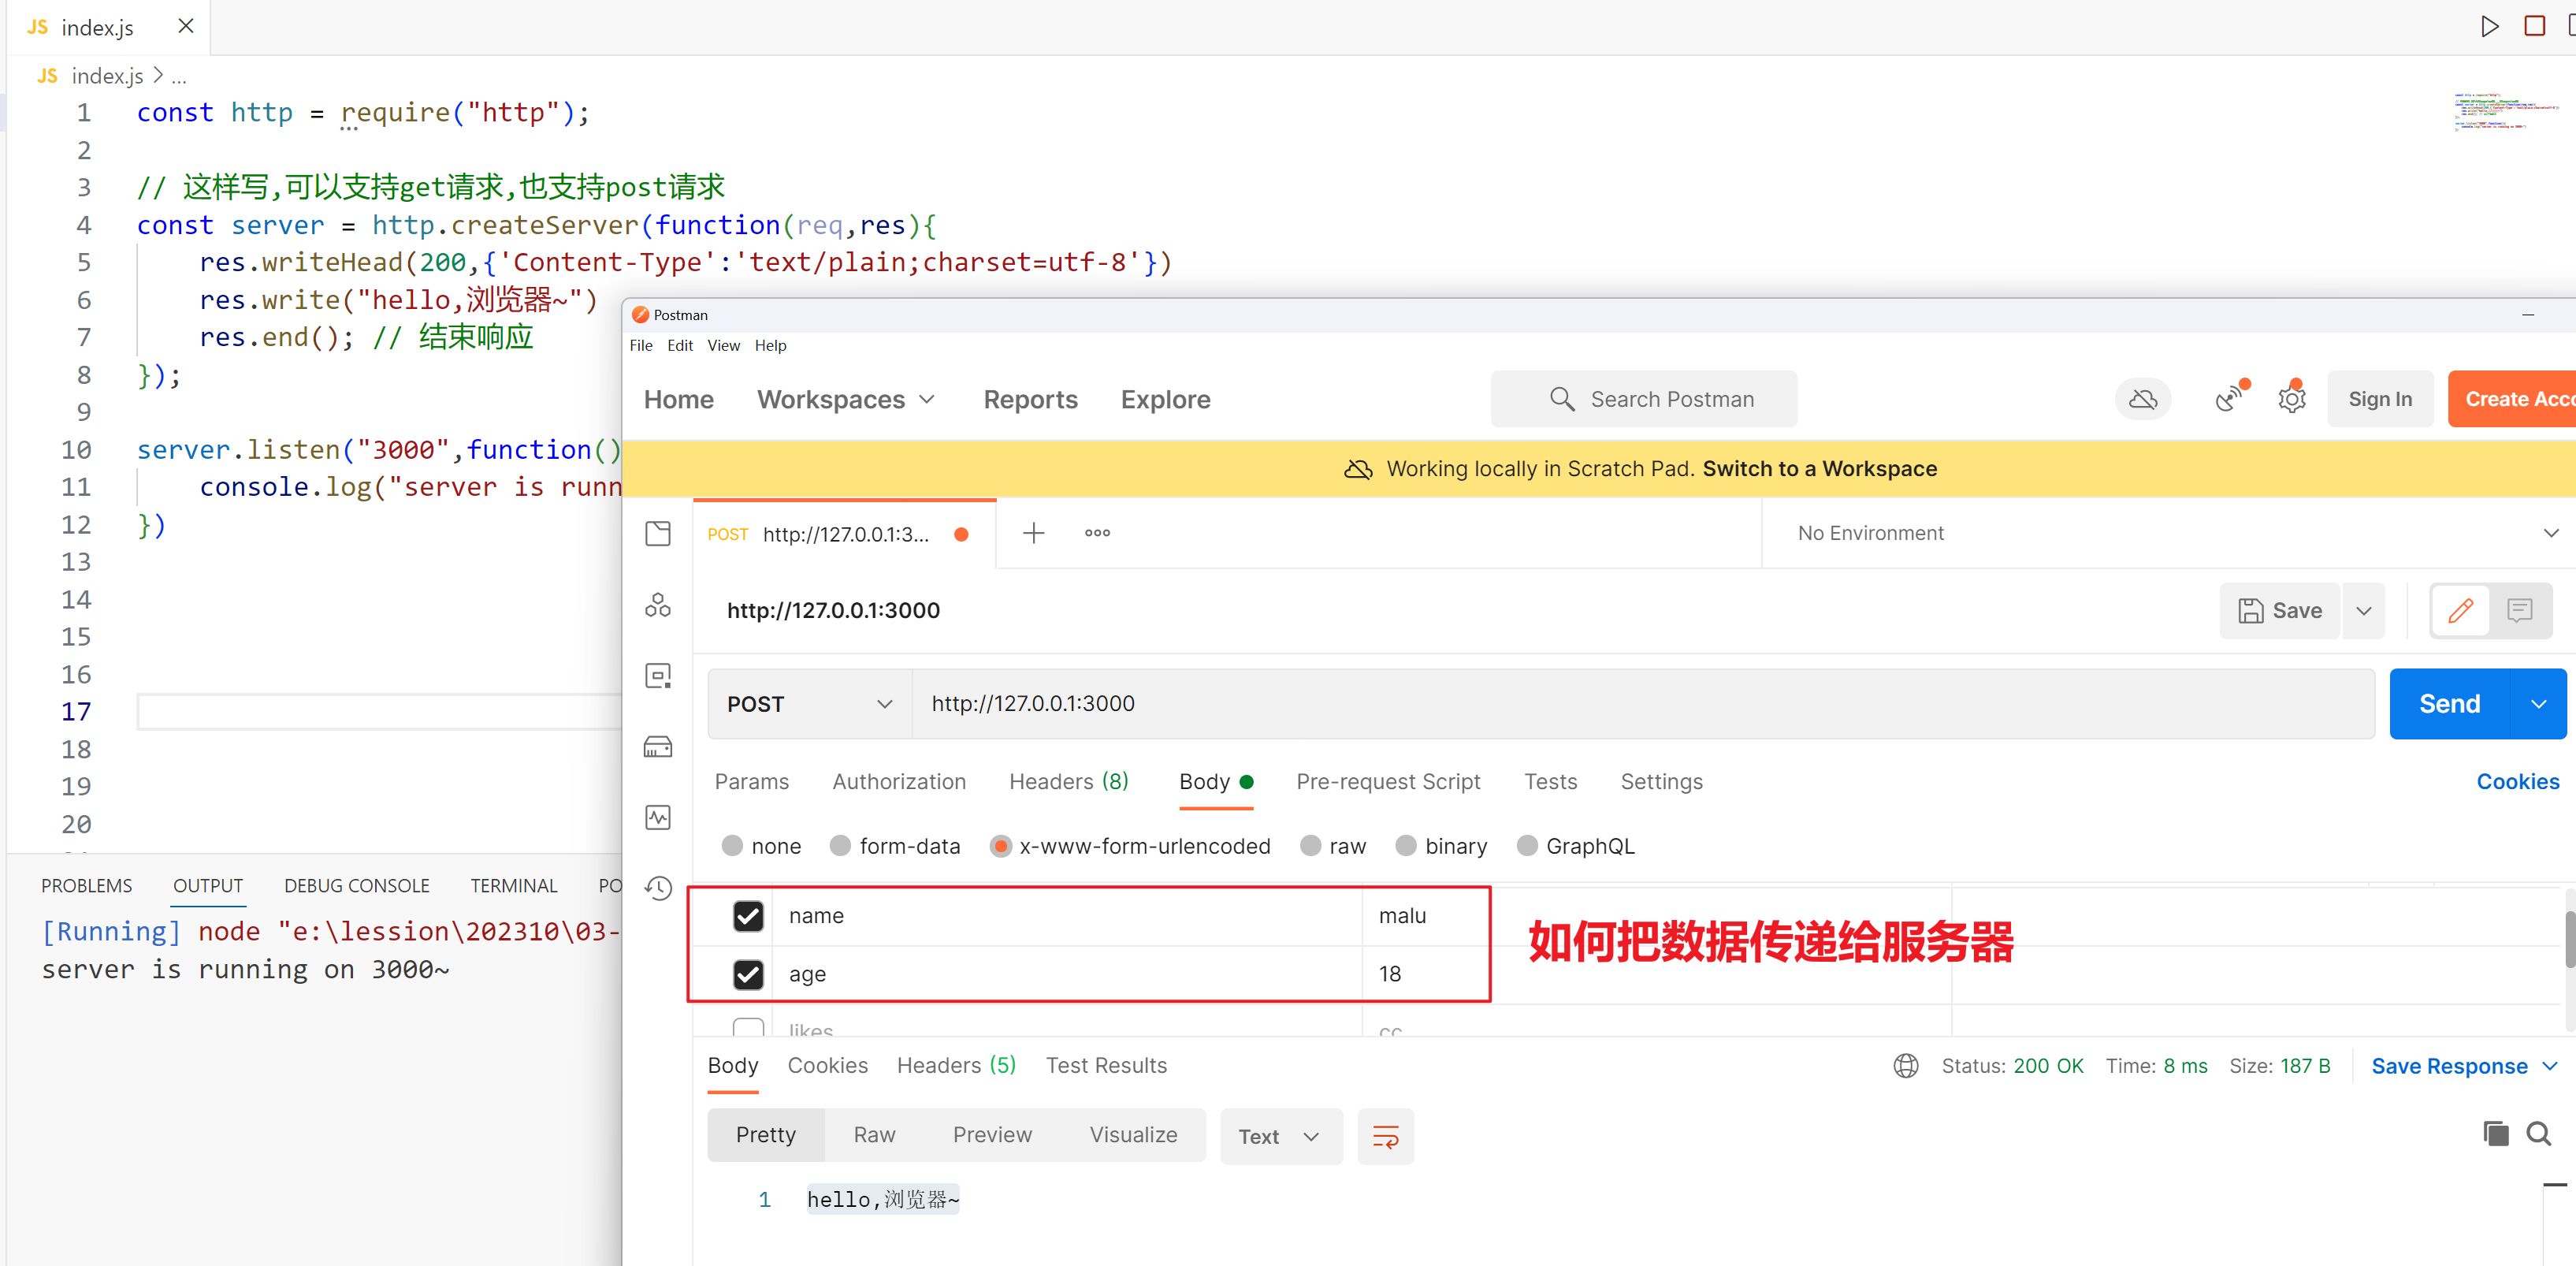 JS index.js
JS index.js > ...
1 const http = require("http");
2
3 // 这样写,可以支持get请求,也支持post请求
4 const server = http.createServer(function(req,res){
5 res.writeHead(200,{'Content-Type':'text/plain;charset=utf-8'})
6 res.write("hello,浏览器~")
7 res.end(); // 结束响应
8 });
9
10 server.listen("3000",function()
11 console.log("server is runn
12 })
13
14
15
16
17
18
19
20
PROBLEMS OUTPUT DEBUG CONSOLE TERMINAL PO
[Running] node "e:\lession\202310\03-
server is running on 3000~
Postman
File Edit View Help
Home Workspaces Reports Explore Search Postman Sign In Create Acco
Working locally in Scratch Pad. Switch to a Workspace
POST http://127.0.0.1:3... No Environment
http://127.0.0.1:3000 Save
POST http://127.0.0.1:3000 Send
Params Authorization Headers (8) Body Pre-request Script Tests Settings Cookies
none form-data x-www-form-urlencoded raw binary GraphQL
name malu
age 18
如何把数据传递给服务器
likes cc
Body Cookies Headers (5) Test Results Status: 200 OK Time: 8 ms Size: 187 B Save Response
Pretty Raw Preview Visualize Text
1 hello,浏览器~